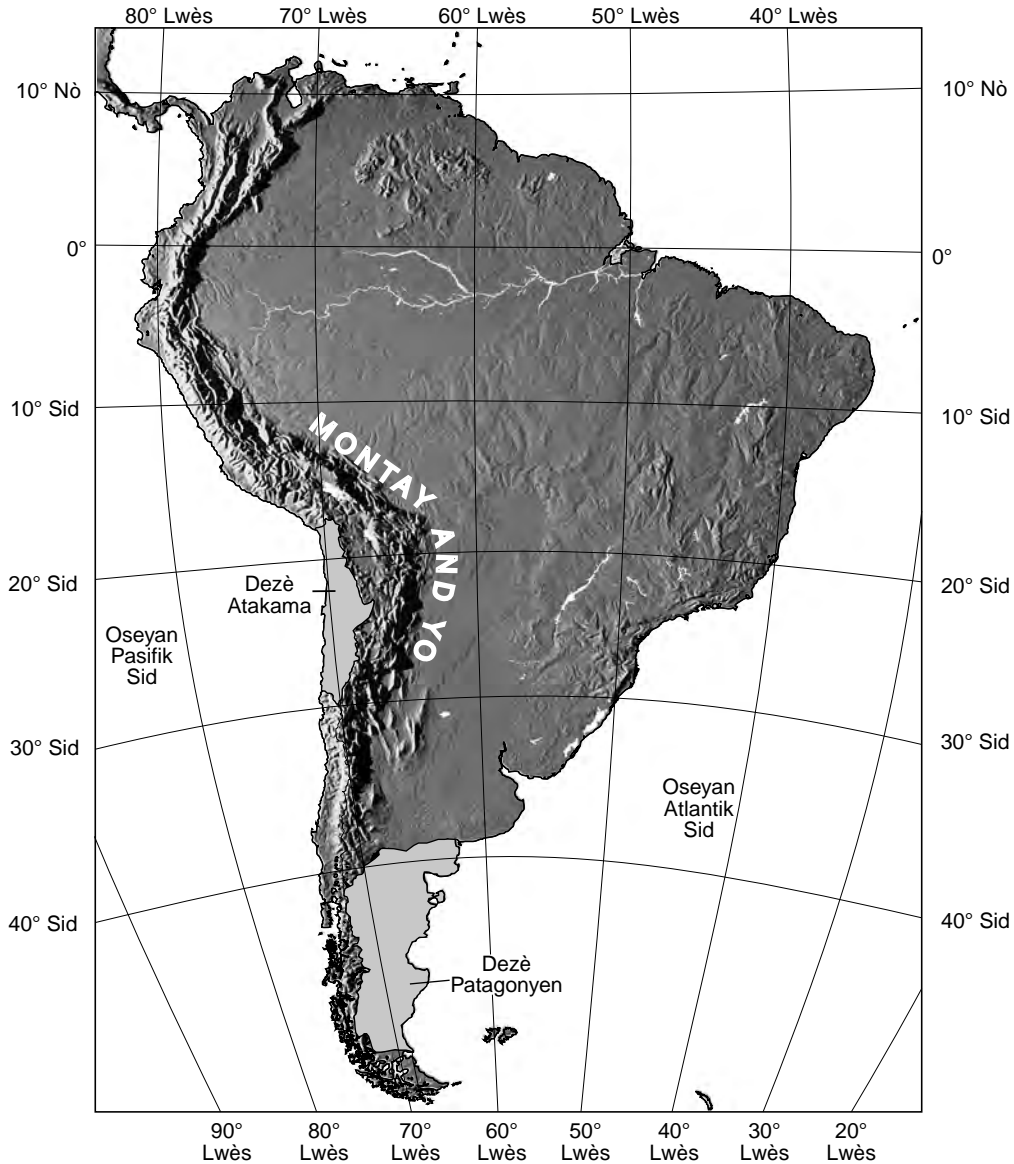 80° Lwès 70° Lwès 60° Lwès 50° Lwès 40° Lwès
10° Nò 10° Nò
0° 0°
10° Sid 10° Sid
MONTAY AND YO
20° Sid 20° Sid
Dezè
Atakama
Oseyan
Pasifik
Sid
30° Sid 30° Sid
Oseyan
Atlantik
Sid
40° Sid 40° Sid
Dezè
Patagonyen
90° 80° 70° 60° 50° 40° 30° 20°
Lwès Lwès Lwès Lwès Lwès Lwès Lwès Lwès